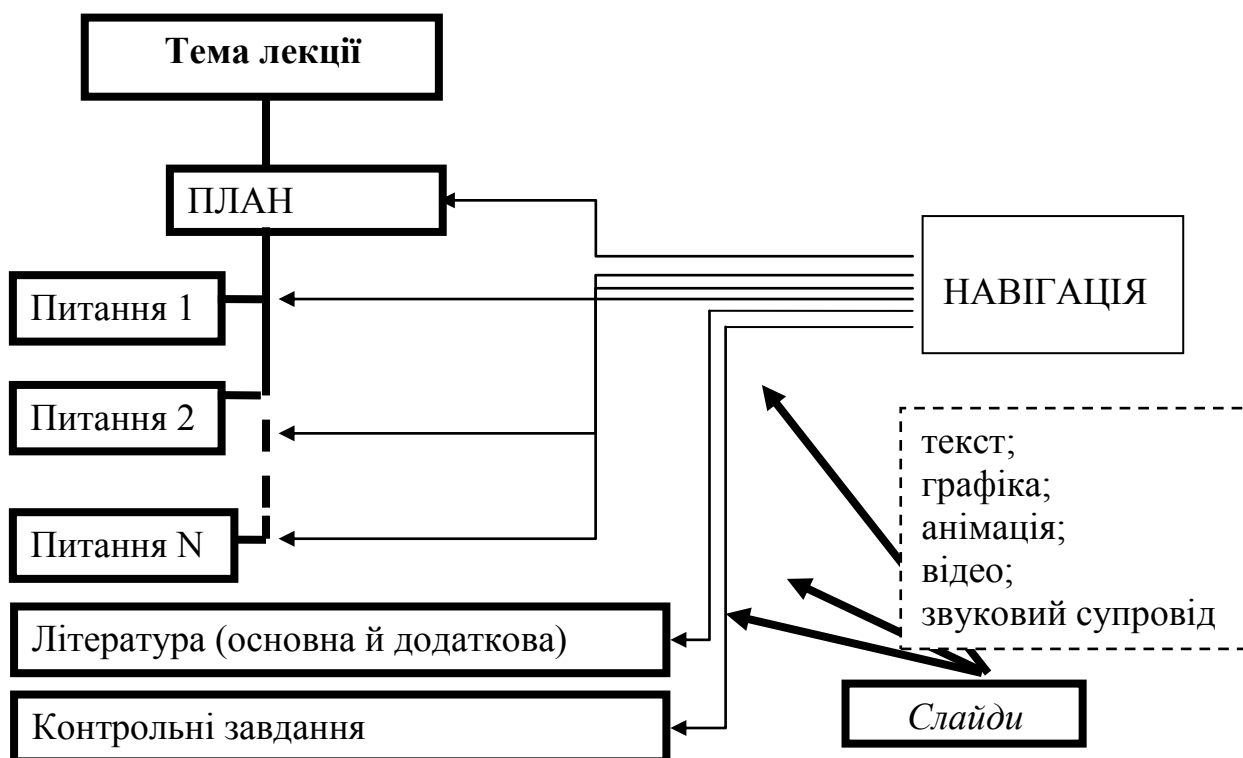 Тема лекції
ПЛАН
Питання 1
НАВІГАЦІЯ
Питання 2
текст;
графіка;
анімація;
відео;
звуковий супровід
Питання N
Література (основна й додаткова)
Контрольні завдання
Слайди